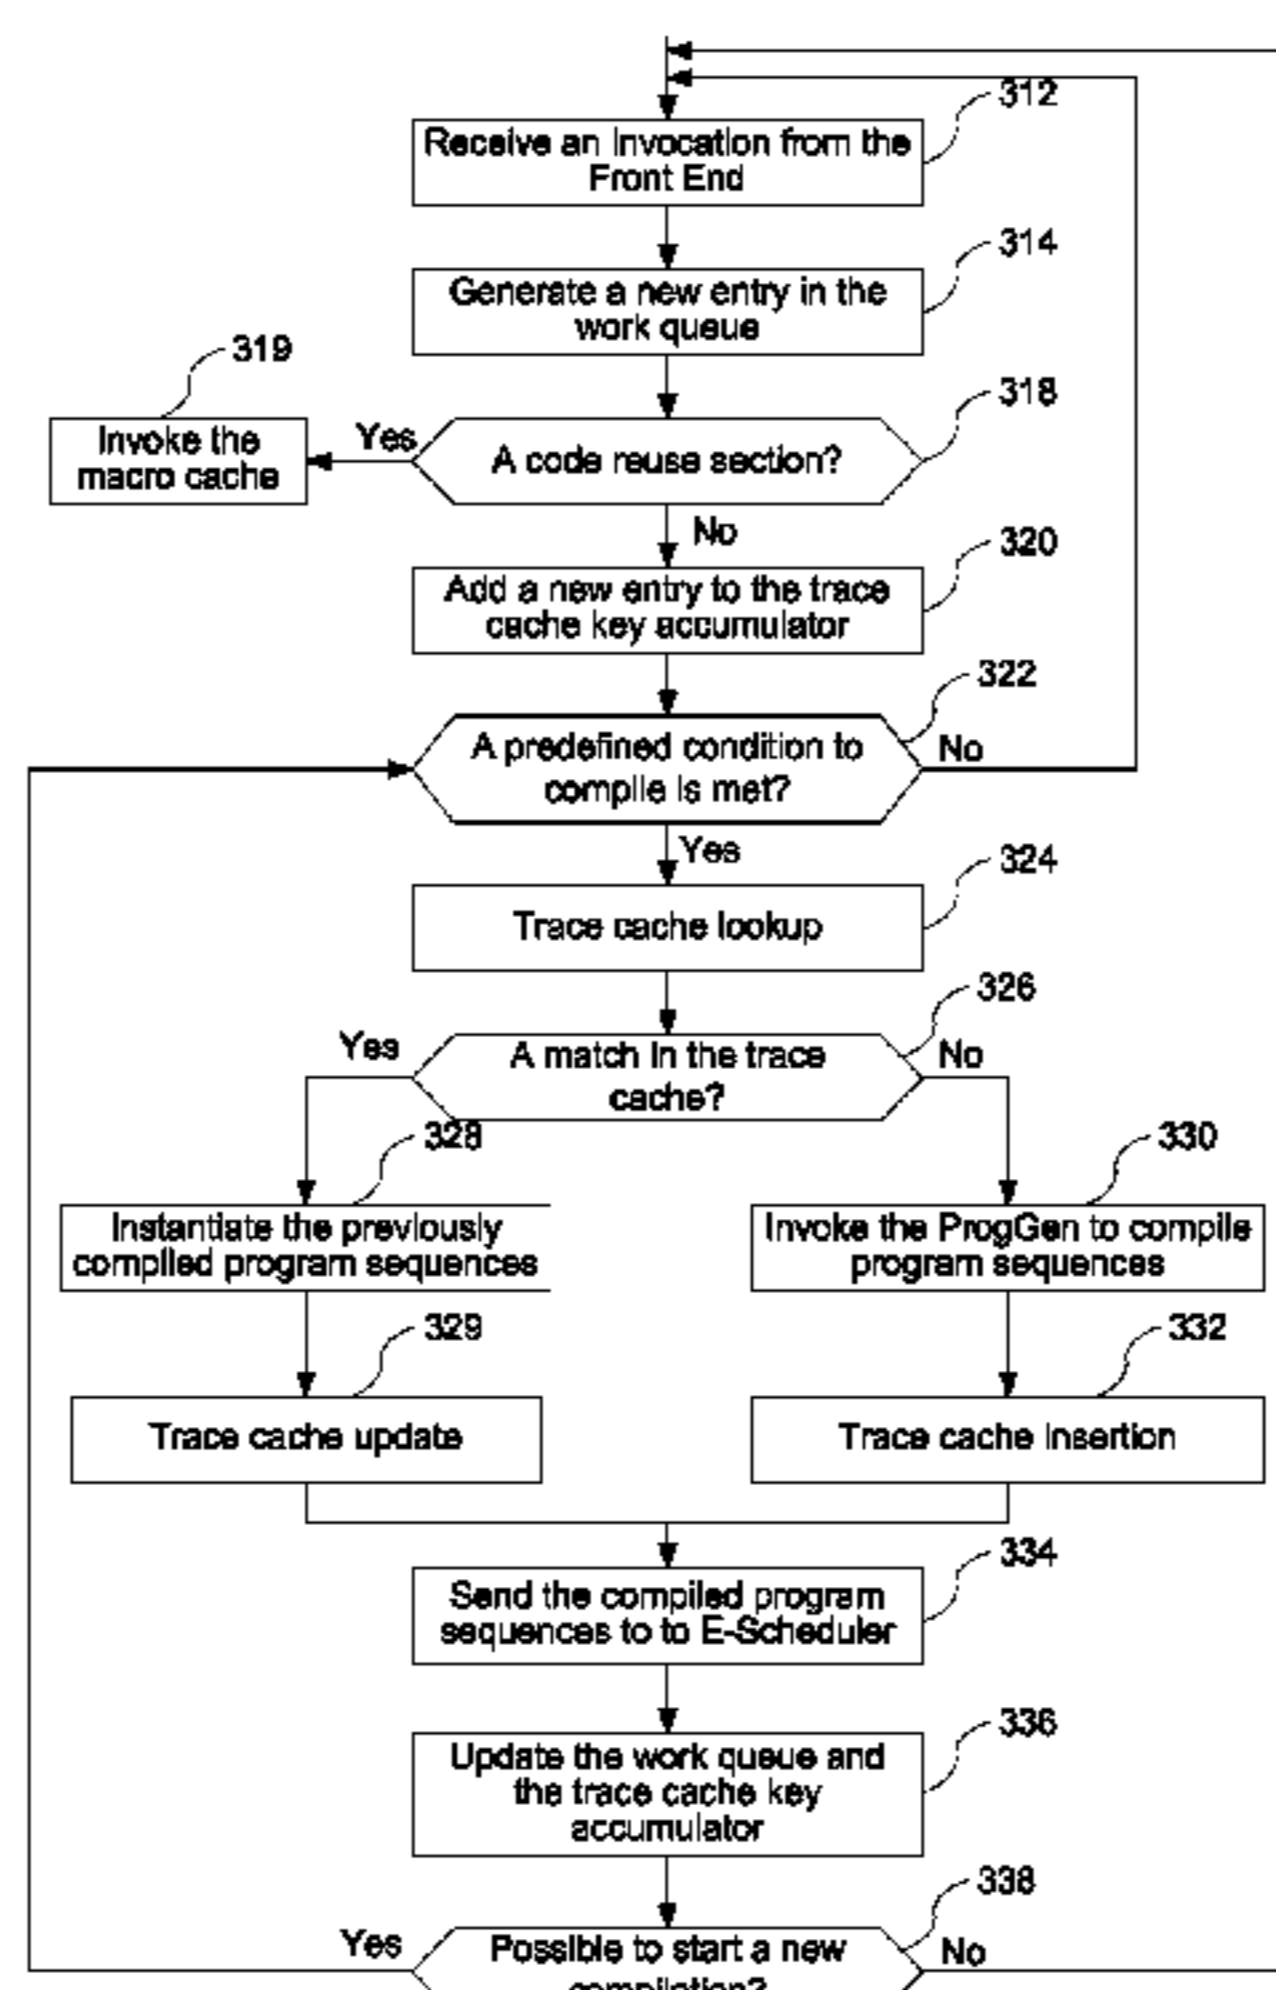 312
Receive an Invocation from the
Front End
314
Generate a new entry in the
work queue
319
318
Invoke the
macro cache
Yes
A code reuse section?
No
320
Add a new entry to the trace
cache key accumulator
322
A predefined condition to
compile is met?
No
Yes
324
Trace cache lookup
326
Yes
A match in the trace
cache?
No
328
330
Instantiate the previously
compiled program sequences
Invoke the ProgGen to compile
program sequences
329
332
Trace cache update
Trace cache insertion
334
Send the compiled program
sequences to to E-Scheduler
336
Update the work queue and
the trace cache key
accumulator
338
Yes
Possible to start a new
compilation?
No